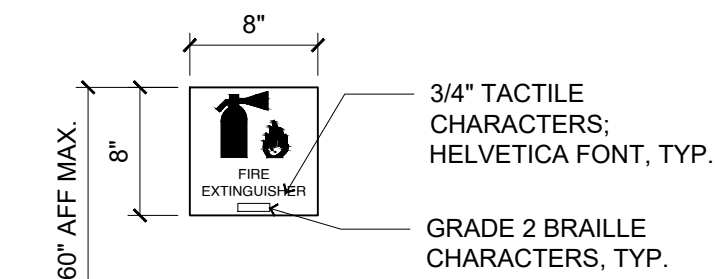 8"
60" AFF MAX.
8"
FIRE
EXTINGUISHER
3/4" TACTILE
CHARACTERS;
HELVETICA FONT, TYP.
GRADE 2 BRAILLE
CHARACTERS, TYP.